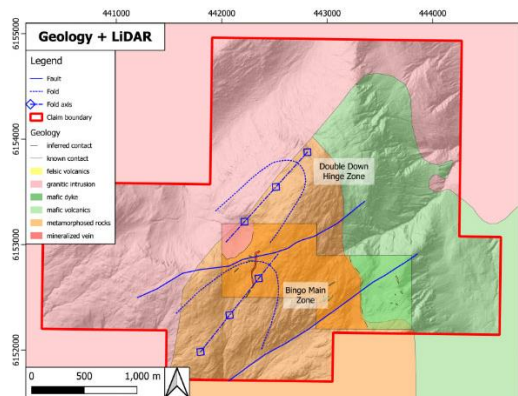 441000 442000 443000 444000
6155000
6154000
6153000
6152000
Geology + LiDAR
Legend
Fault
Fold
Fold axis
Claim boundary
Geology
inferred contact
known contact
felsic volcanics
granitic intrusion
mafic dyke
mafic volcanics
metamorphosed rocks
mineralized vein
Double Down
Hinge Zone
Bingo Main
Zone
0 500 1,000 m